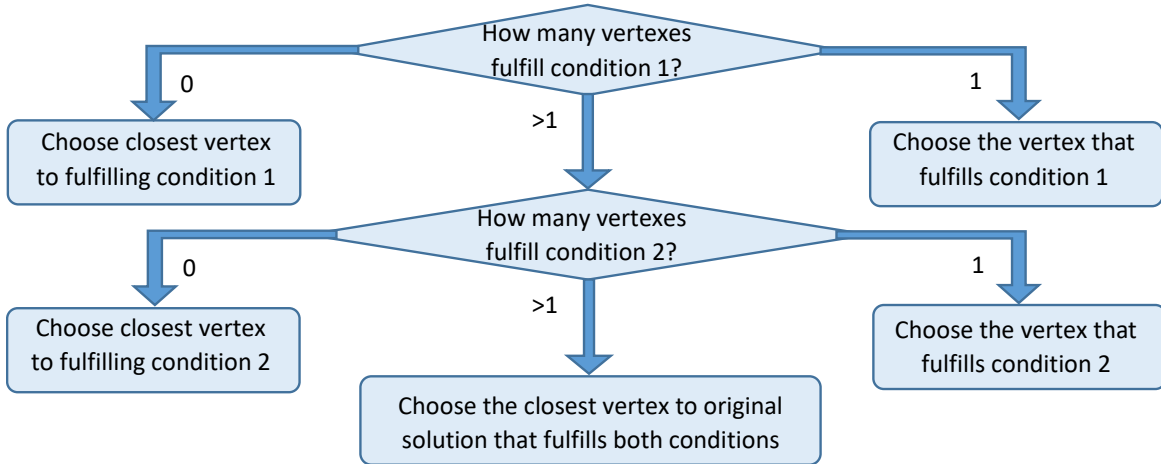 How many vertexes
fulfill condition 1?
0
>1
1
Choose closest vertex
to fulfilling condition 1
Choose the vertex that
fulfills condition 1
How many vertexes
fulfill condition 2?
0
>1
1
Choose closest vertex
to fulfilling condition 2
Choose the vertex that
fulfills condition 2
Choose the closest vertex to original
solution that fulfills both conditions